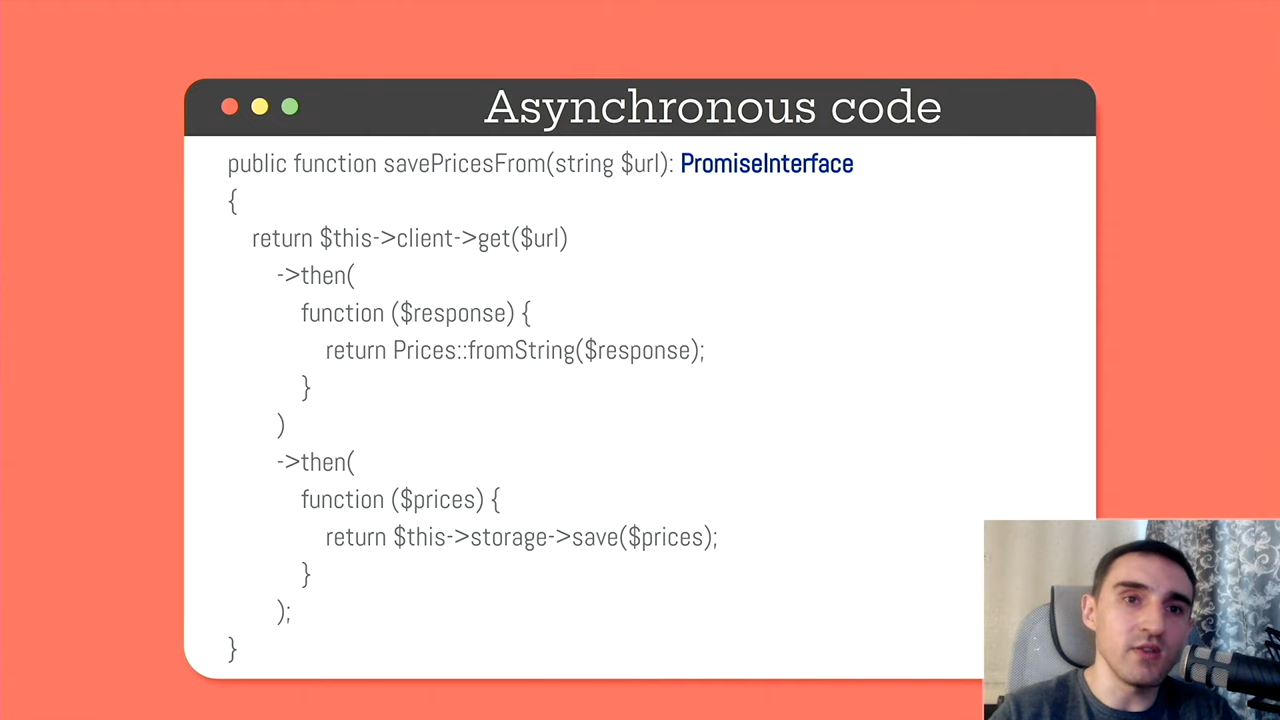 Asynchronous code
public function savePricesFrom(string $url): PromiseInterface
{
return $this->client->get($url)
->then(
function ($response) {
return Prices::fromString($response);
}
)
->then(
function ($prices) {
return $this->storage->save($prices);
}
);
}